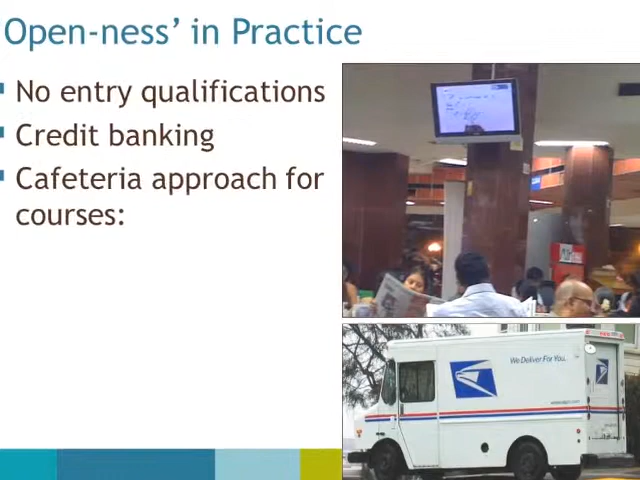 Open-ness’ in Practice
No entry qualifications
Credit banking
Cafeteria approach for
courses:
We Deliver For You.